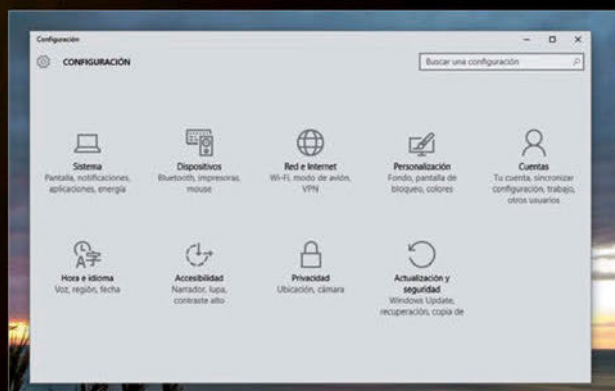 Configuración
CONFIGURACIÓN
Buscar una configuración
Sistema
Pantalla, notificaciones,
aplicaciones, energía
Dispositivos
Bluetooth, impresoras,
mouse
Red e Internet
Wi-Fi, modo de avión,
VPN
Personalización
Fondo, pantalla de
bloqueo, colores
Cuentas
Tu cuenta, sincronizar
configuración, trabajo,
otros usuarios
Hora e idioma
Voz, región, fecha
Accesibilidad
Narrador, lupa,
contraste alto
Privacidad
Ubicación, cámara
Actualización y
seguridad
Windows Update,
recuperación, copia de